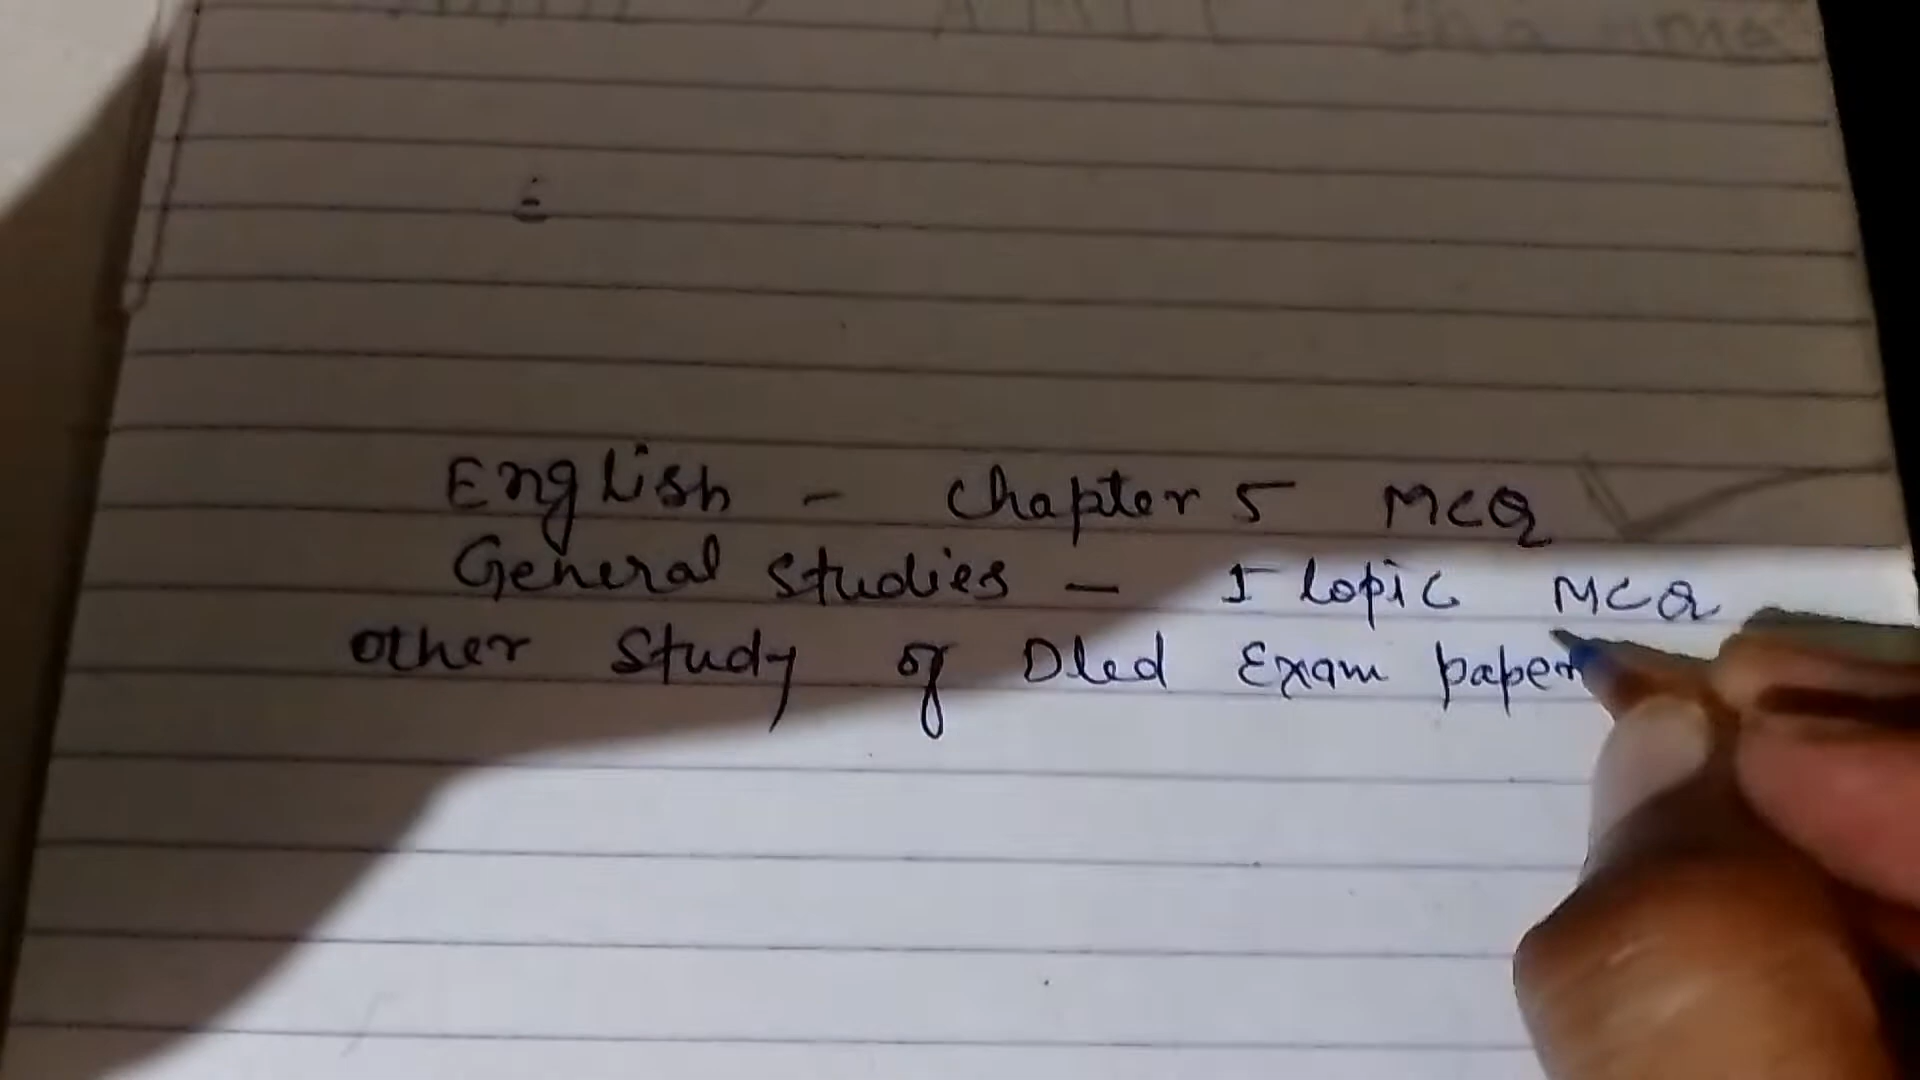 English - Chapter 5 MCQ
General Studies - 1 topic MCQ
other Study of Dled Exam paper